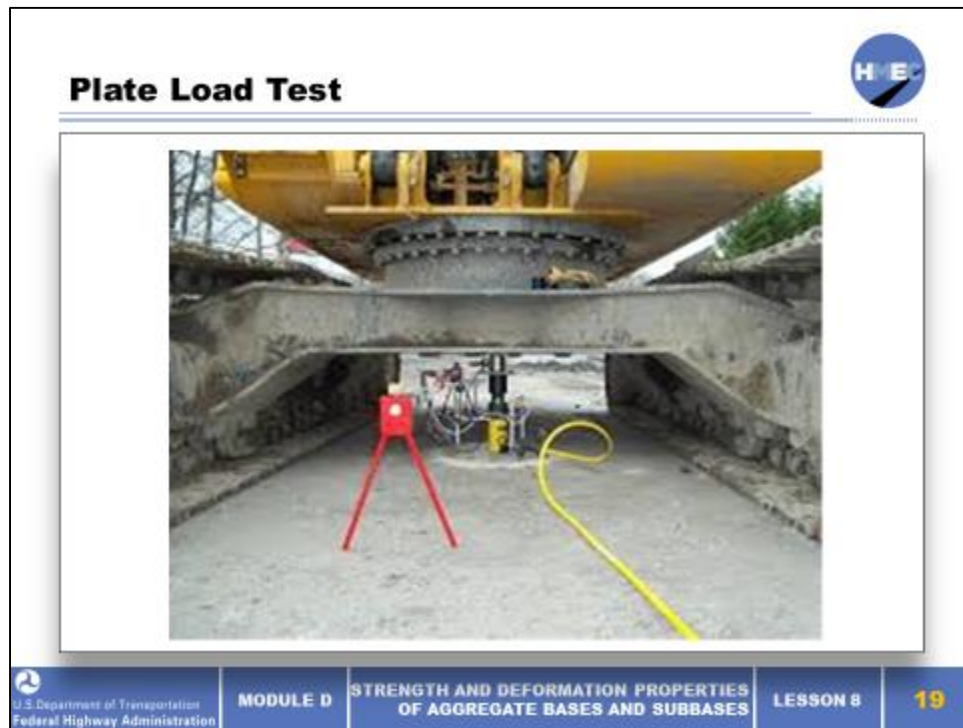 Plate Load Test
HMEC
U.S.Department of Transportation
Federal Highway Administration
MODULE D
STRENGTH AND DEFORMATION PROPERTIES
OF AGGREGATE BASES AND SUBBASES
LESSON 8
19